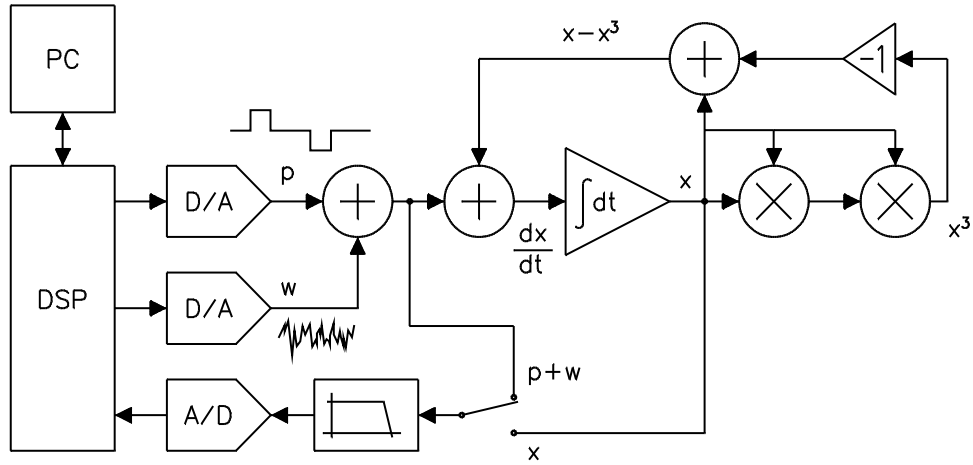 PC
x−x³
−1
D/A
p
∫dt
x
dx
dt
x³
DSP
D/A
w
A/D
p+w
x